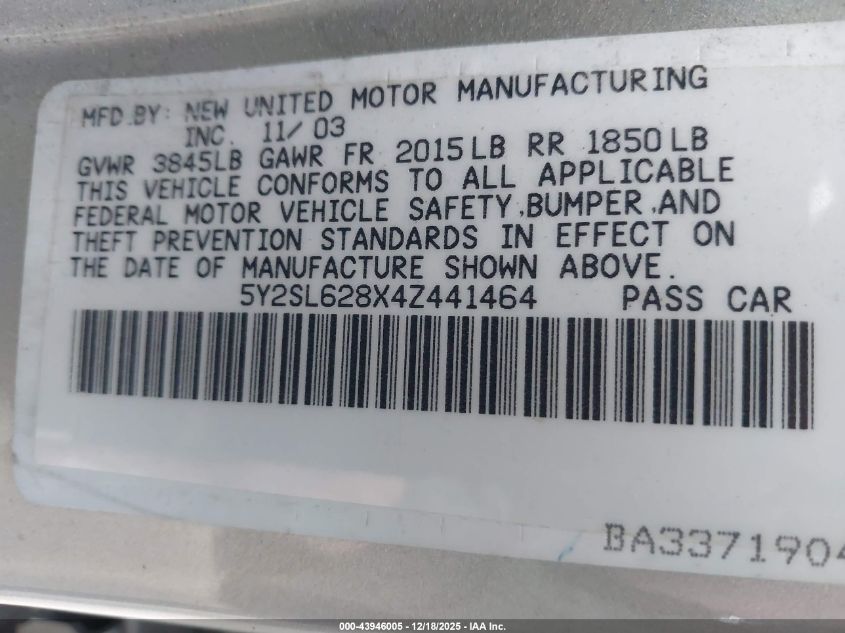 MFD.BY: NEW UNITED MOTOR MANUFACTURING
INC. 11/03
GVWR 3845LB GAWR FR 2015LB RR 1850LB
THIS VEHICLE CONFORMS TO ALL APPLICABLE
FEDERAL MOTOR VEHICLE SAFETY,BUMPER,AND
THEFT PREVENTION STANDARDS IN EFFECT ON
THE DATE OF MANUFACTURE SHOWN ABOVE.
5Y2SL628X4Z441464 PASS CAR
BA3371904
000-43946005 - 12/18/2025 - IAA Inc.